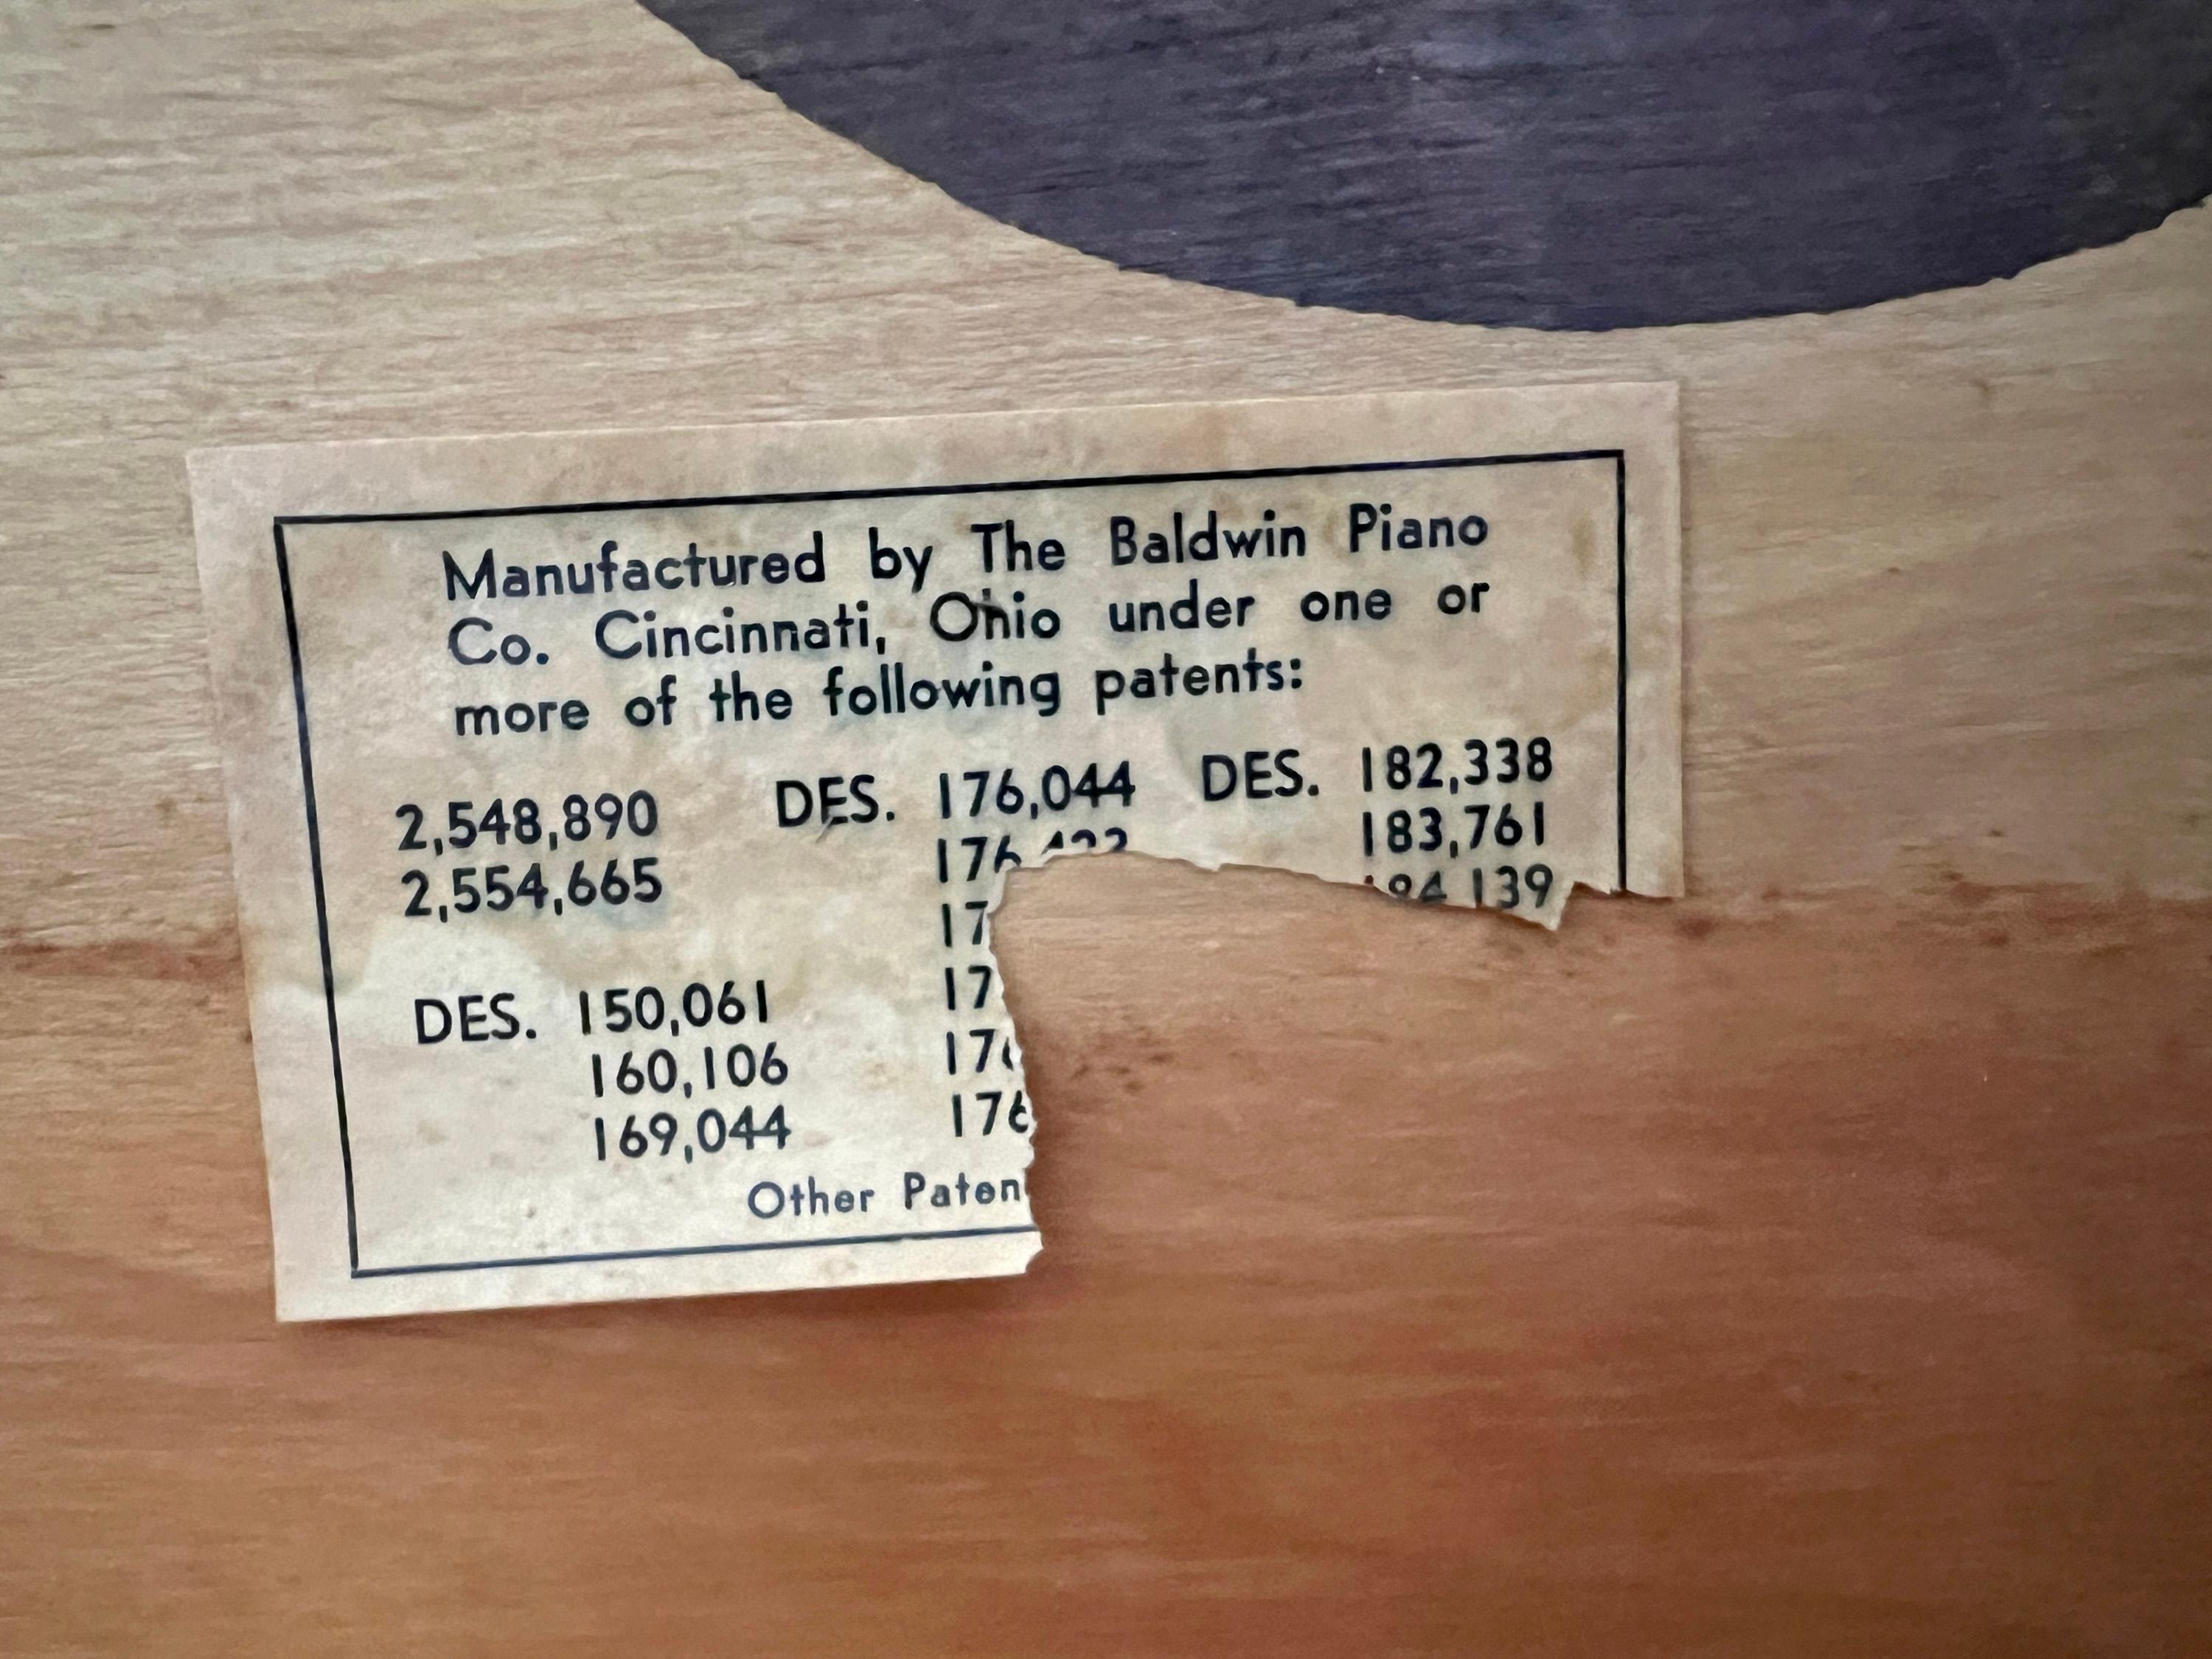 Manufactured by The Baldwin Piano
Co. Cincinnati, Ohio under one or
more of the following patents:
2,548,890 DES. 176,044 DES. 182,338
2,554,665 183,761
DES. 150,061
160,106
169,044
Other